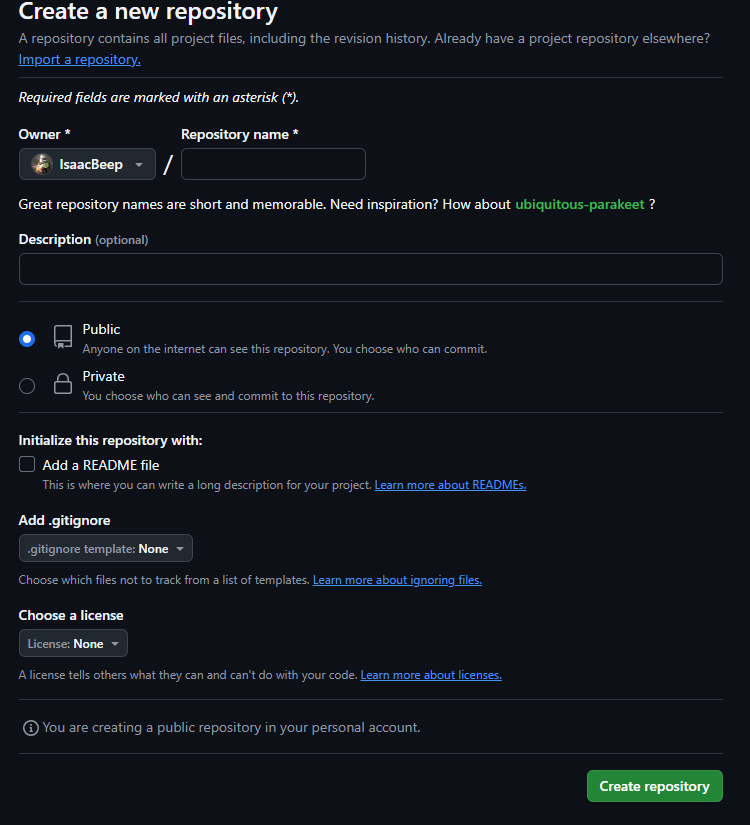 Create a new repository
A repository contains all project files, including the revision history. Already have a project repository elsewhere?
Import a repository.
Required fields are marked with an asterisk (*).
Owner *
Repository name *
IsaacBeep
/
Great repository names are short and memorable. Need inspiration? How about ubiquitous-parakeet ?
Description (optional)
Public
Anyone on the internet can see this repository. You choose who can commit.
Private
You choose who can see and commit to this repository.
Initialize this repository with:
Add a README file
This is where you can write a long description for your project. Learn more about READMEs.
Add .gitignore
.gitignore template: None
Choose which files not to track from a list of templates. Learn more about ignoring files.
Choose a license
License: None
A license tells others what they can and can't do with your code. Learn more about licenses.
You are creating a public repository in your personal account.
Create repository